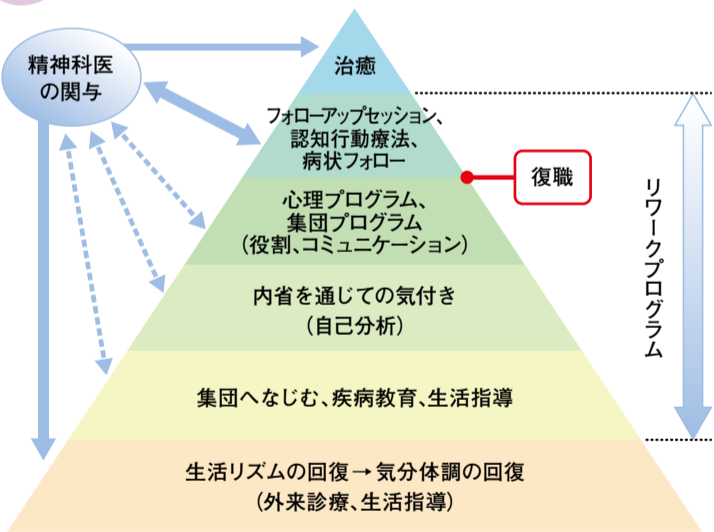 精神科医
の関与
治癒
フォローアップセッション、
認知行動療法、
病状フォロー
復職
心理プログラム、
集団プログラム
(役割、コミュニケーション)
リワークプログラム
内省を通じての気付き
(自己分析)
集団へなじむ、疾病教育、生活指導
生活リズムの回復→気分体調の回復
(外来診療、生活指導)